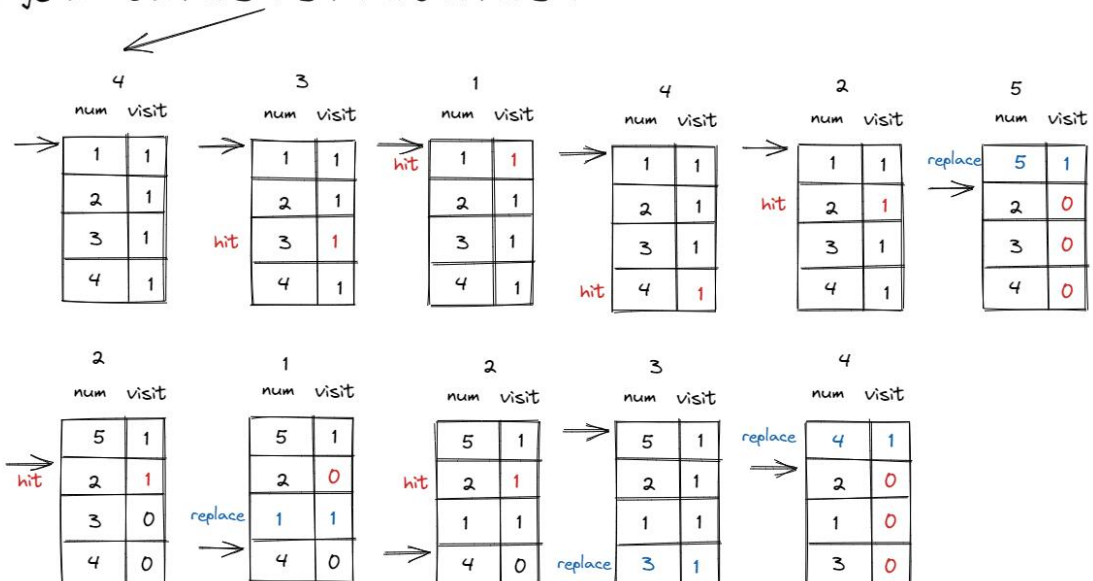 4 3 1 4 2 5
num visit num visit num visit num visit num visit num visit
1 1 1 1 hit 1 1 1 1 1 1 replace 5 1
2 1 2 1 2 1 2 1 hit 2 1 2 0
3 1 hit 3 1 3 1 3 1 3 1 3 0
4 1 4 1 4 1 hit 4 1 4 1 4 0
2 1 2 3 4
num visit num visit num visit num visit num visit
5 1 5 1 5 1 5 1 replace 4 1
hit 2 1 2 0 hit 2 1 2 1 2 0
3 0 replace 1 1 1 1 1 1 1 0
4 0 4 0 4 0 replace 3 1 3 0